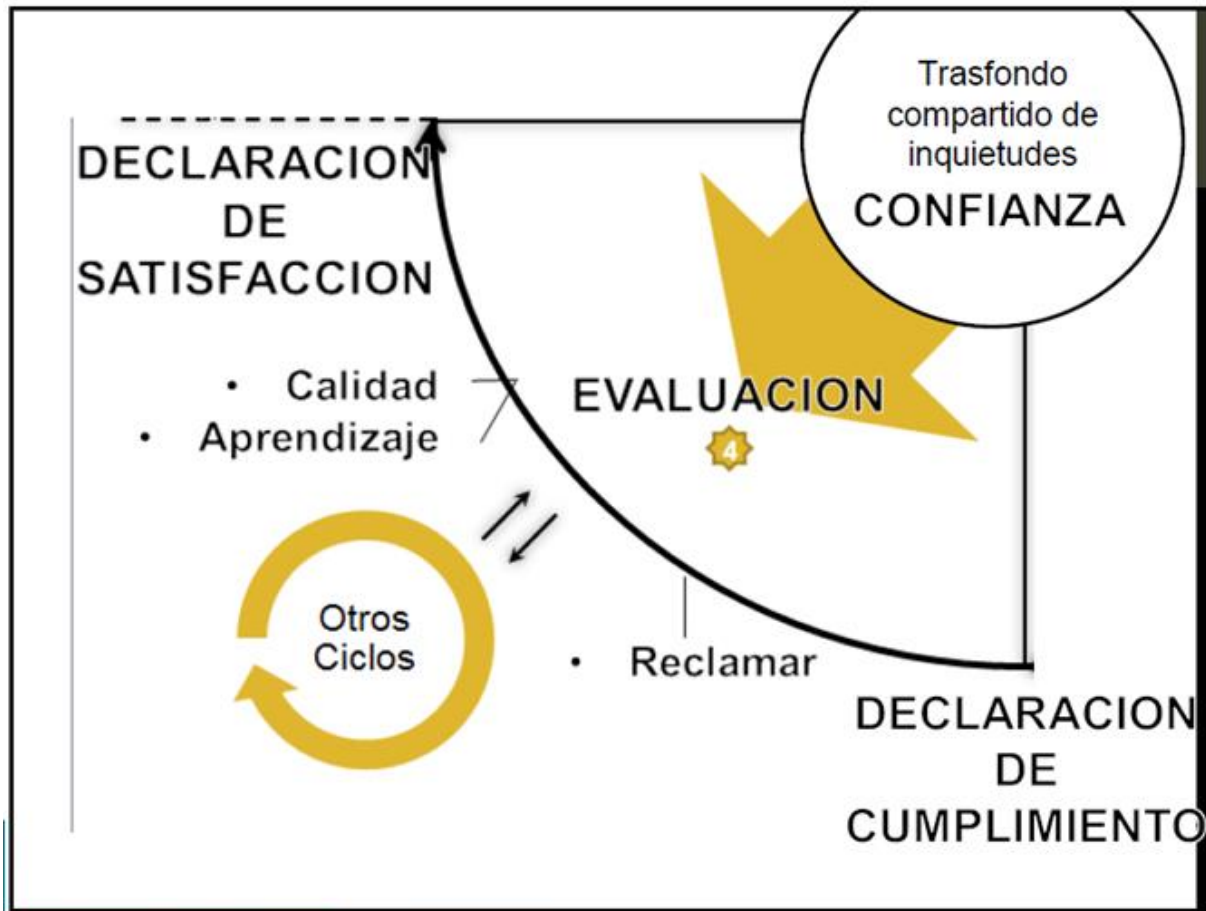 Trasfondo
compartido de
inquietudes
CONFIANZA
DECLARACION
DE
SATISFACCION
• Calidad
• Aprendizaje
EVALUACION
4
Otros
Ciclos
• Reclamar
DECLARACION
DE
CUMPLIMIENTO